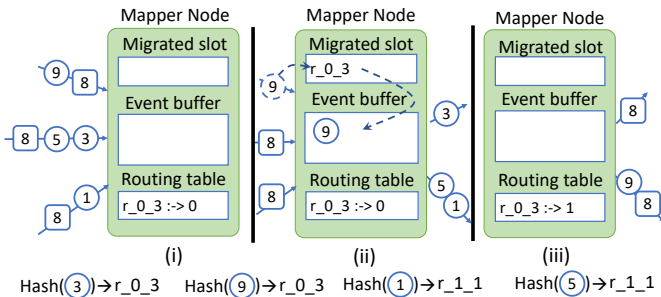 Mapper Node
Migrated slot
9
8
Event buffer
8
5
3
Routing table
r_0_3 :-> 0
1
8
(i)
Mapper Node
Migrated slot
r_0_3
9
Event buffer
9
3
8
Routing table
r_0_3 :-> 0
8
5
1
(ii)
Mapper Node
Migrated slot
8
Event buffer
Routing table
r_0_3 :-> 1
9
8
(iii)
Hash(3)→r_0_3 Hash(9)→r_0_3 Hash(1)→r_1_1 Hash(5)→r_1_1